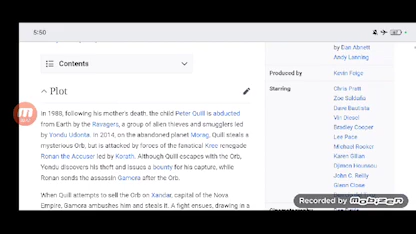 5:50
by Dan Abnett
Andy Lanning
Contents
Produced by Kevin Feige
Plot
Starring Chris Pratt
Zoe Saldaña
Dave Bautista
Vin Diesel
Bradley Cooper
Lee Pace
Michael Rooker
Karen Gillan
Djimon Hounsou
John C. Reilly
Glenn Close
In 1988, following his mother's death, the child Peter Quill is abducted
from Earth by the Ravagers, a group of alien thieves and smugglers led
by Yondu Udonta. In 2014, on the abandoned planet Morag, Quill steals a
mysterious Orb, but is attacked by forces of the fanatical Kree renegade
Ronan the Accuser led by Korath. Although Quill escapes with the Orb,
Yondu discovers his theft and issues a bounty for his capture, while
Ronan sends the assassin Gamora after the Orb.
When Quill attempts to sell the Orb on Xandar, capital of the Nova
Empire, Gamora ambushes him and steals it. A fight ensues, drawing in a
Recorded by mobizen